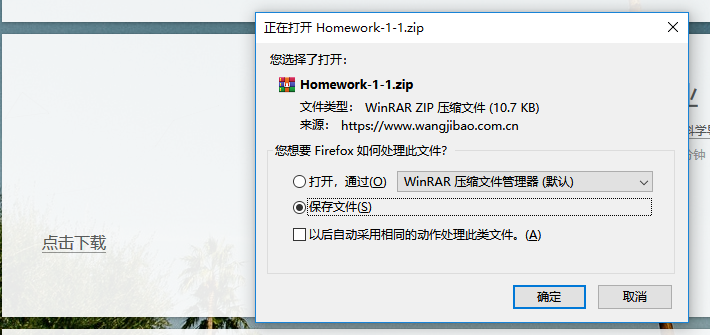 正在打开 Homework-1-1.zip
您选择了打开：
Homework-1-1.zip
文件类型： WinRAR ZIP 压缩文件 (10.7 KB)
来源： https://www.wangjibao.com.cn
您想要 Firefox 如何处理此文件?
打开，通过(O) WinRAR 压缩文件管理器 (默认)
保存文件(S)
以后自动采用相同的动作处理此类文件。(A)
确定 取消
点击下载
业
科学导
分钟